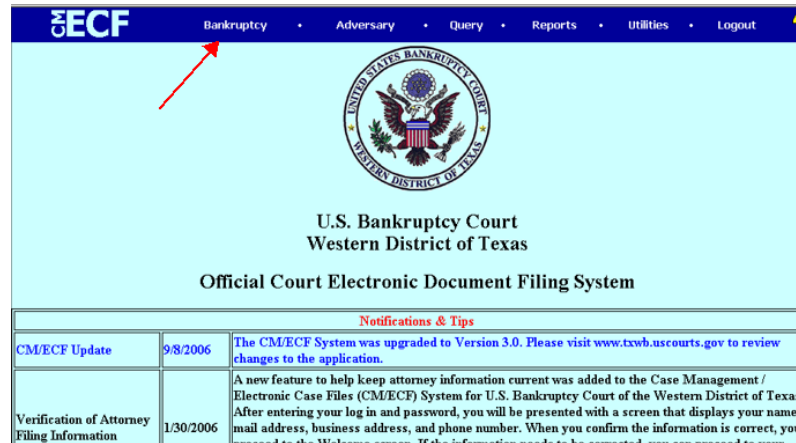 CM/ECF Bankruptcy • Adversary • Query • Reports • Utilities • Logout
UNITED STATES BANKRUPTCY COURT
WESTERN DISTRICT OF TEXAS
U.S. Bankruptcy Court
Western District of Texas
Official Court Electronic Document Filing System
Notifications & Tips
CM/ECF Update 9/8/2006 The CM/ECF System was upgraded to Version 3.0. Please visit www.txwb.uscourts.gov to review
changes to the application.
A new feature to help keep attorney information current was added to the Case Management /
Electronic Case Files (CM/ECF) System for U.S. Bankruptcy Court of the Western District of Texa
After entering your log in and password, you will be presented with a screen that displays your name
Verification of Attorney
Filing Information
1/30/2006
mail address, business address, and phone number. When you confirm the information is correct, you